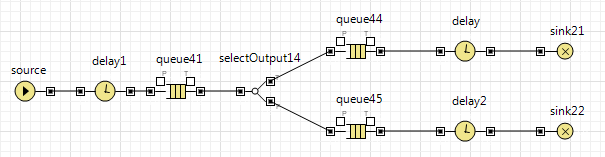 queue44
delay
sink21
P
T
source
delay1
queue41
P
T
selectOutput14
T
F
queue45
delay2
sink22
P
T